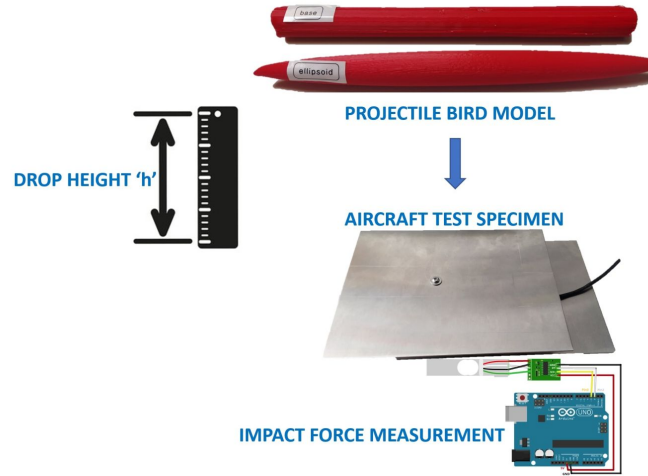 base
ellipsoid
PROJECTILE BIRD MODEL
DROP HEIGHT ‘h’
AIRCRAFT TEST SPECIMEN
IMPACT FORCE MEASUREMENT
UNO